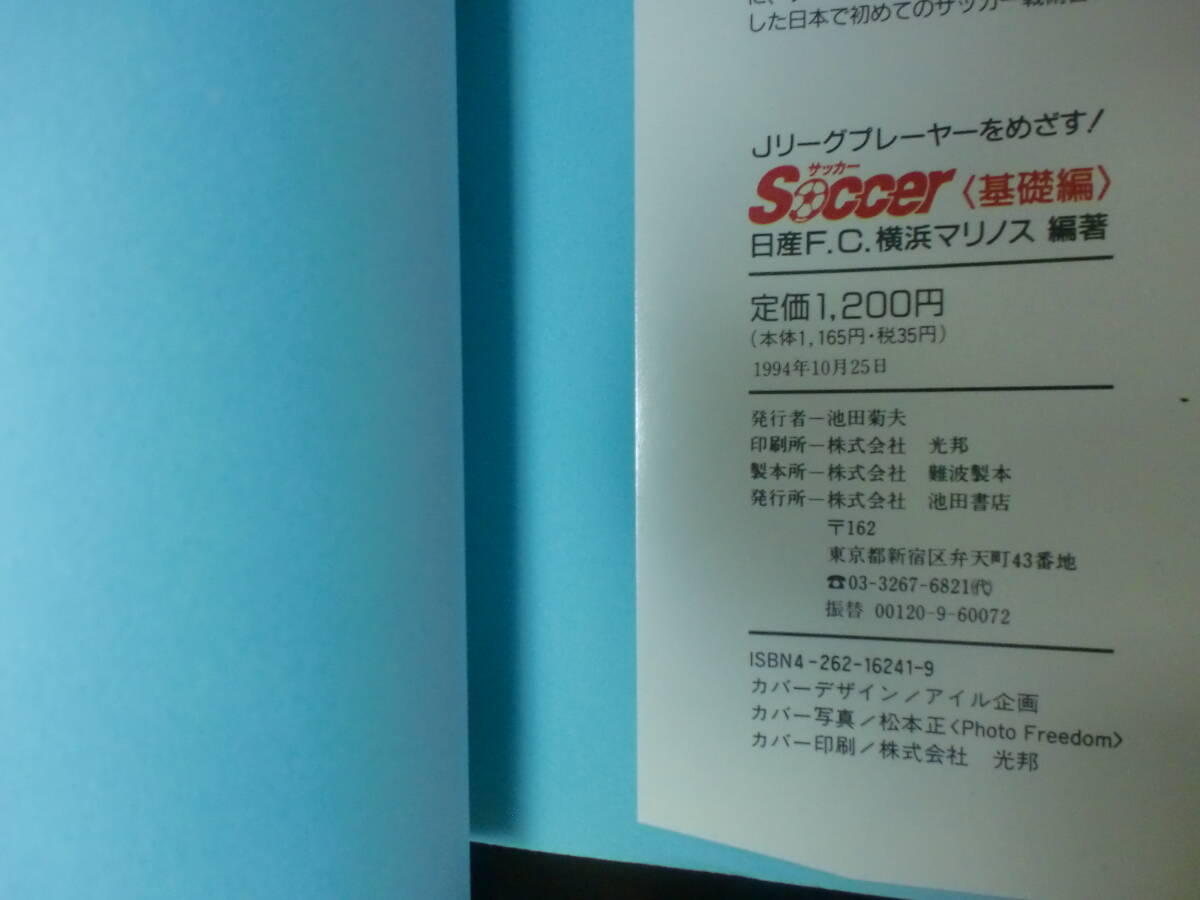 した日本で初めてのサッカー戦術書
Jリーグプレーヤーをめざす!
サッカー
Soccer〈基礎編〉
日産F.C.横浜マリノス 編著
定価1,200円
(本体1,165円・税35円)
1994年10月25日
発行者―池田菊夫
印刷所―株式会社 光邦
製本所―株式会社 難波製本
発行所―株式会社 池田書店
〒162
東京都新宿区弁天町43番地
☎03-3267-6821㈹
振替 00120-9-60072
ISBN4-262-16241-9
カバーデザイン/アイル企画
カバー写真/松本正〈Photo Freedom〉
カバー印刷/株式会社 光邦